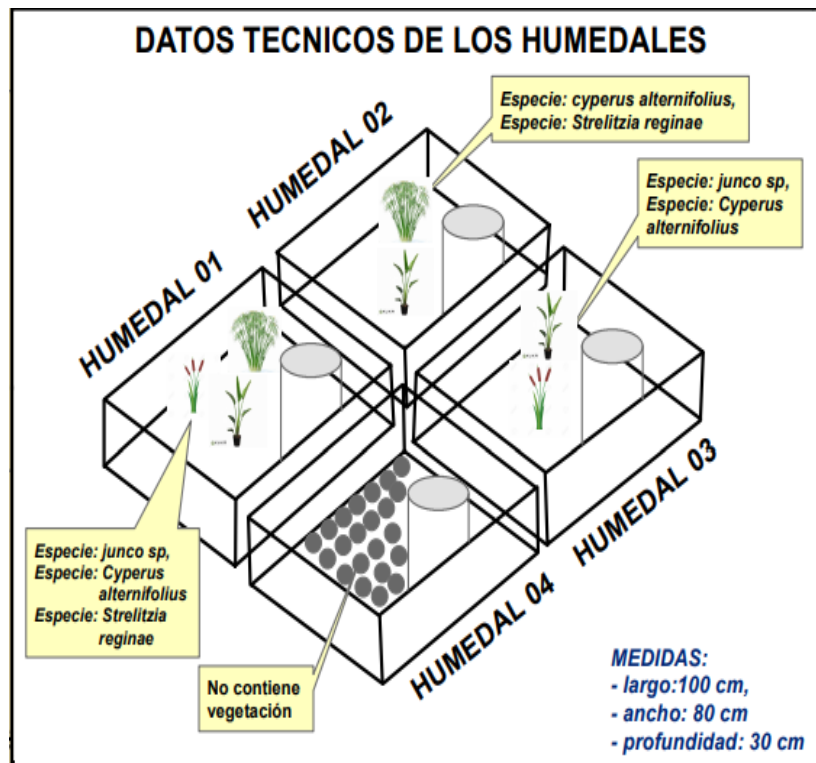 DATOS TECNICOS DE LOS HUMEDALES
Especie: cyperus alternifolius,
Especie: Strelitzia reginae
HUMEDAL 02
Especie: junco sp,
Especie: Cyperus
alternifolius
HUMEDAL 01
HUMEDAL 03
Especie: junco sp,
Especie: Cyperus
alternifolius
Especie: Strelitzia
reginae
HUMEDAL 04
No contiene
vegetación
MEDIDAS:
- largo:100 cm,
- ancho: 80 cm
- profundidad: 30 cm